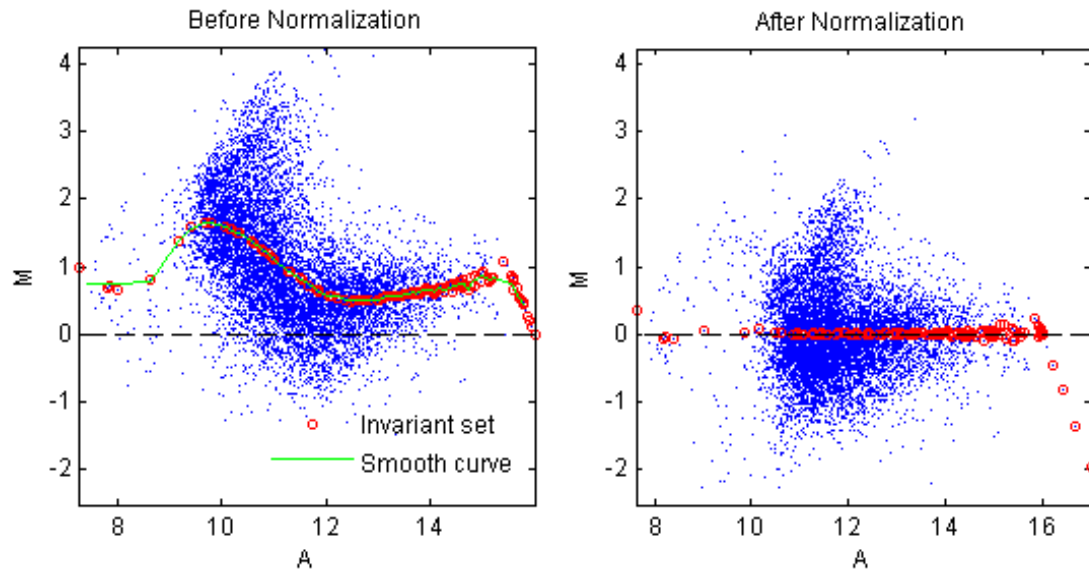 Before Normalization
4
3
2
1
0
-1
-2
M
8
10
12
14
A
Invariant set
Smooth curve
After Normalization
4
3
2
1
0
-1
-2
M
8
10
12
14
16
A